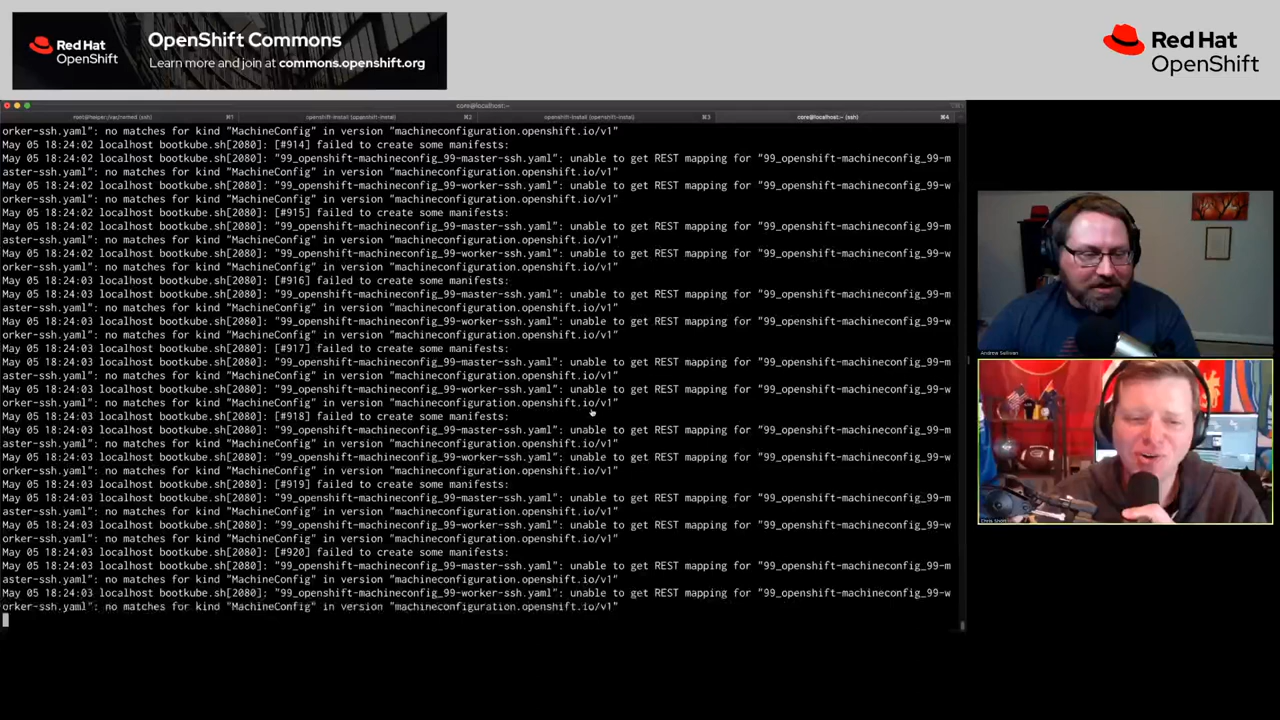 Red Hat
OpenShift
OpenShift Commons
Learn more and join at commons.openshift.org
Red Hat
OpenShift
core@localhost:~
root@helper:/var/named (ssh) ⌘1
openshift-install (openshift-install) ⌘2
openshift-install (openshift-install) ⌘3
core@localhost:~ (ssh) ⌘4
orker-ssh.yaml": no matches for kind "MachineConfig" in version "machineconfiguration.openshift.io/v1"
May 05 18:24:02 localhost bootkube.sh[2080]: [#914] failed to create some manifests:
May 05 18:24:02 localhost bootkube.sh[2080]: "99_openshift-machineconfig_99-master-ssh.yaml": unable to get REST mapping for "99_openshift-machineconfig_99-m
aster-ssh.yaml": no matches for kind "MachineConfig" in version "machineconfiguration.openshift.io/v1"
May 05 18:24:02 localhost bootkube.sh[2080]: "99_openshift-machineconfig_99-worker-ssh.yaml": unable to get REST mapping for "99_openshift-machineconfig_99-w
orker-ssh.yaml": no matches for kind "MachineConfig" in version "machineconfiguration.openshift.io/v1"
May 05 18:24:02 localhost bootkube.sh[2080]: [#915] failed to create some manifests:
May 05 18:24:02 localhost bootkube.sh[2080]: "99_openshift-machineconfig_99-master-ssh.yaml": unable to get REST mapping for "99_openshift-machineconfig_99-m
aster-ssh.yaml": no matches for kind "MachineConfig" in version "machineconfiguration.openshift.io/v1"
May 05 18:24:02 localhost bootkube.sh[2080]: "99_openshift-machineconfig_99-worker-ssh.yaml": unable to get REST mapping for "99_openshift-machineconfig_99-w
orker-ssh.yaml": no matches for kind "MachineConfig" in version "machineconfiguration.openshift.io/v1"
May 05 18:24:03 localhost bootkube.sh[2080]: [#916] failed to create some manifests:
May 05 18:24:03 localhost bootkube.sh[2080]: "99_openshift-machineconfig_99-master-ssh.yaml": unable to get REST mapping for "99_openshift-machineconfig_99-m
aster-ssh.yaml": no matches for kind "MachineConfig" in version "machineconfiguration.openshift.io/v1"
May 05 18:24:03 localhost bootkube.sh[2080]: "99_openshift-machineconfig_99-worker-ssh.yaml": unable to get REST mapping for "99_openshift-machineconfig_99-w
orker-ssh.yaml": no matches for kind "MachineConfig" in version "machineconfiguration.openshift.io/v1"
May 05 18:24:03 localhost bootkube.sh[2080]: [#917] failed to create some manifests:
May 05 18:24:03 localhost bootkube.sh[2080]: "99_openshift-machineconfig_99-master-ssh.yaml": unable to get REST mapping for "99_openshift-machineconfig_99-m
aster-ssh.yaml": no matches for kind "MachineConfig" in version "machineconfiguration.openshift.io/v1"
May 05 18:24:03 localhost bootkube.sh[2080]: "99_openshift-machineconfig_99-worker-ssh.yaml": unable to get REST mapping for "99_openshift-machineconfig_99-w
orker-ssh.yaml": no matches for kind "MachineConfig" in version "machineconfiguration.openshift.io/v1"
May 05 18:24:03 localhost bootkube.sh[2080]: [#918] failed to create some manifests:
May 05 18:24:03 localhost bootkube.sh[2080]: "99_openshift-machineconfig_99-master-ssh.yaml": unable to get REST mapping for "99_openshift-machineconfig_99-m
aster-ssh.yaml": no matches for kind "MachineConfig" in version "machineconfiguration.openshift.io/v1"
May 05 18:24:03 localhost bootkube.sh[2080]: "99_openshift-machineconfig_99-worker-ssh.yaml": unable to get REST mapping for "99_openshift-machineconfig_99-w
orker-ssh.yaml": no matches for kind "MachineConfig" in version "machineconfiguration.openshift.io/v1"
May 05 18:24:03 localhost bootkube.sh[2080]: [#919] failed to create some manifests:
May 05 18:24:03 localhost bootkube.sh[2080]: "99_openshift-machineconfig_99-master-ssh.yaml": unable to get REST mapping for "99_openshift-machineconfig_99-m
aster-ssh.yaml": no matches for kind "MachineConfig" in version "machineconfiguration.openshift.io/v1"
May 05 18:24:03 localhost bootkube.sh[2080]: "99_openshift-machineconfig_99-worker-ssh.yaml": unable to get REST mapping for "99_openshift-machineconfig_99-w
orker-ssh.yaml": no matches for kind "MachineConfig" in version "machineconfiguration.openshift.io/v1"
May 05 18:24:03 localhost bootkube.sh[2080]: [#920] failed to create some manifests:
May 05 18:24:03 localhost bootkube.sh[2080]: "99_openshift-machineconfig_99-master-ssh.yaml": unable to get REST mapping for "99_openshift-machineconfig_99-m
aster-ssh.yaml": no matches for kind "MachineConfig" in version "machineconfiguration.openshift.io/v1"
May 05 18:24:03 localhost bootkube.sh[2080]: "99_openshift-machineconfig_99-worker-ssh.yaml": unable to get REST mapping for "99_openshift-machineconfig_99-w
orker-ssh.yaml": no matches for kind "MachineConfig" in version "machineconfiguration.openshift.io/v1"
Andrew Sullivan
Chris Short